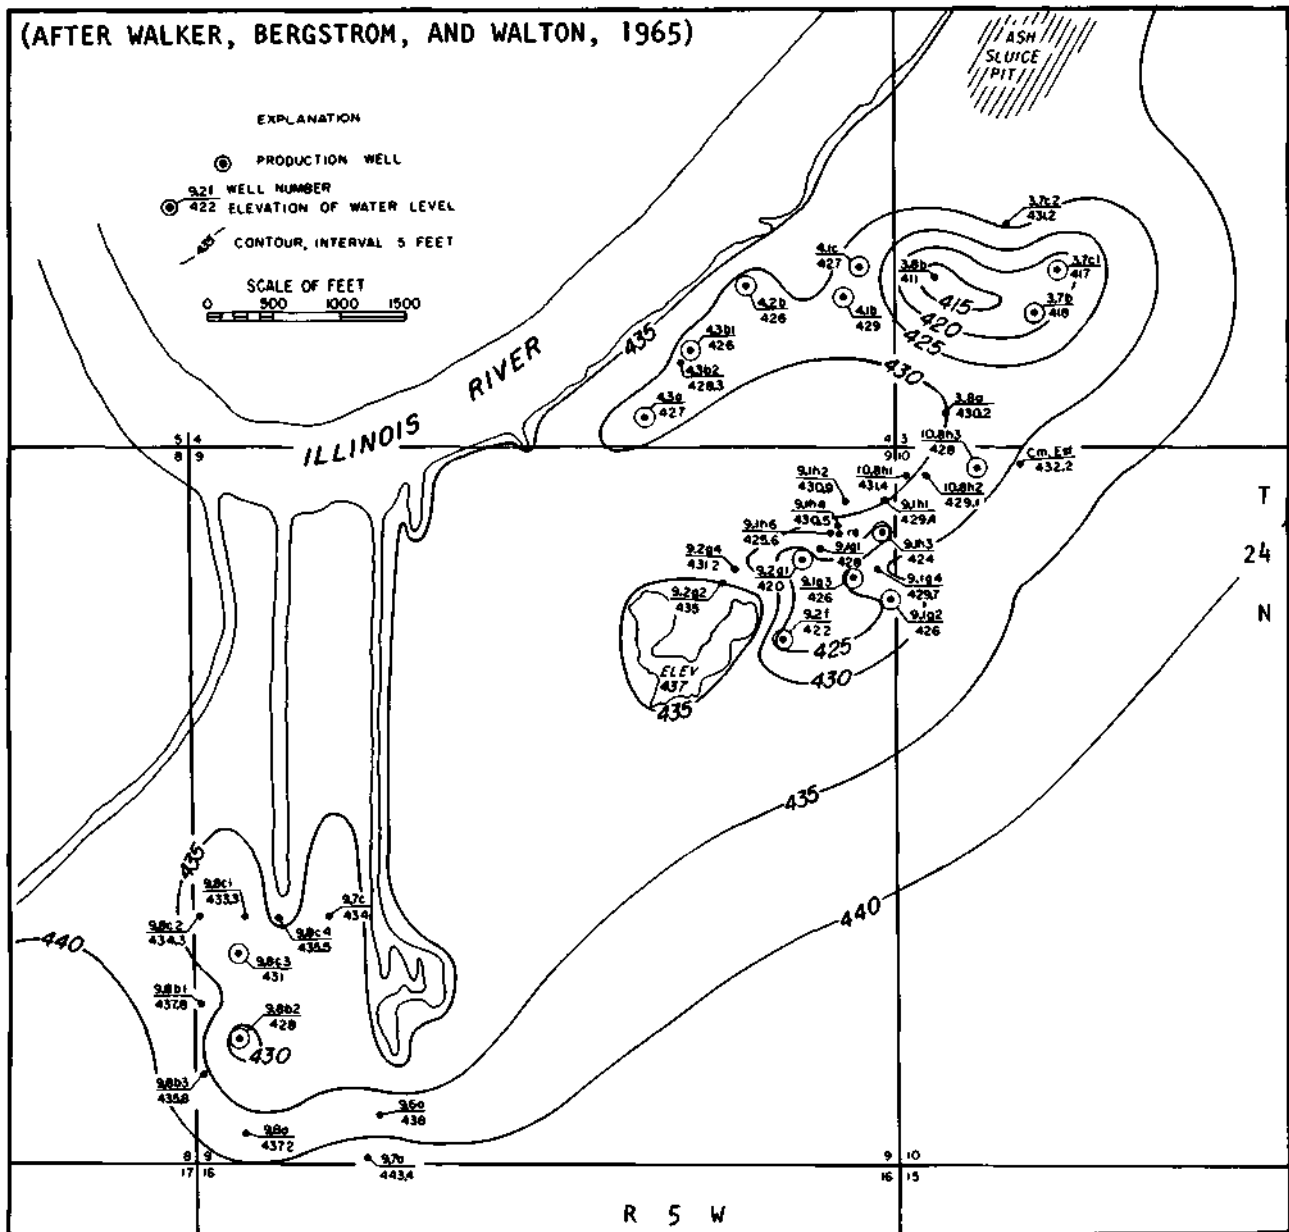 (AFTER WALKER, BERGSTROM, AND WALTON, 1965)
ASH
SLUICE
PIT
EXPLANATION
PRODUCTION WELL
9.2f WELL NUMBER
422 ELEVATION OF WATER LEVEL
435 CONTOUR, INTERVAL 5 FEET
SCALE OF FEET
0 500 1000 1500
3.7c2
431.2
4.1c
427
3.8b
411
3.7c1
417
4.2b
426
4.1b
429
3.7b
418
415
420
425
435
4.3b1
426
4.3b2
428.3
430
4.3a
427
3.8a
430.2
ILLINOIS RIVER
5 4
8 9
4 3
9 10
10.8h3
428
Cm. Est
432.2
9.1h2
430.9
10.8h1
431.4
10.8h2
429.1
T
24
N
9.1h4
430.5
9.1h1
429.4
9.1h6
425.6
9.1g1
428
9.1h3
424
9.2g4
431.2
9.2g1
420
9.1g3
426
9.1g4
429.7
9.2g2
435
9.2f
422
9.1g2
426
425
430
ELEV
437
435
435
435
9.8c1
433.3
9.7c
434
9.8c2
434.3
9.8c4
435.5
440
440
9.8c3
431
9.8b1
437.8
9.8b2
428
430
9.8b3
435.8
9.6a
438
9.8a
437.2
9.7a
443.4
8 9
17 16
9 10
16 15
R 5 W